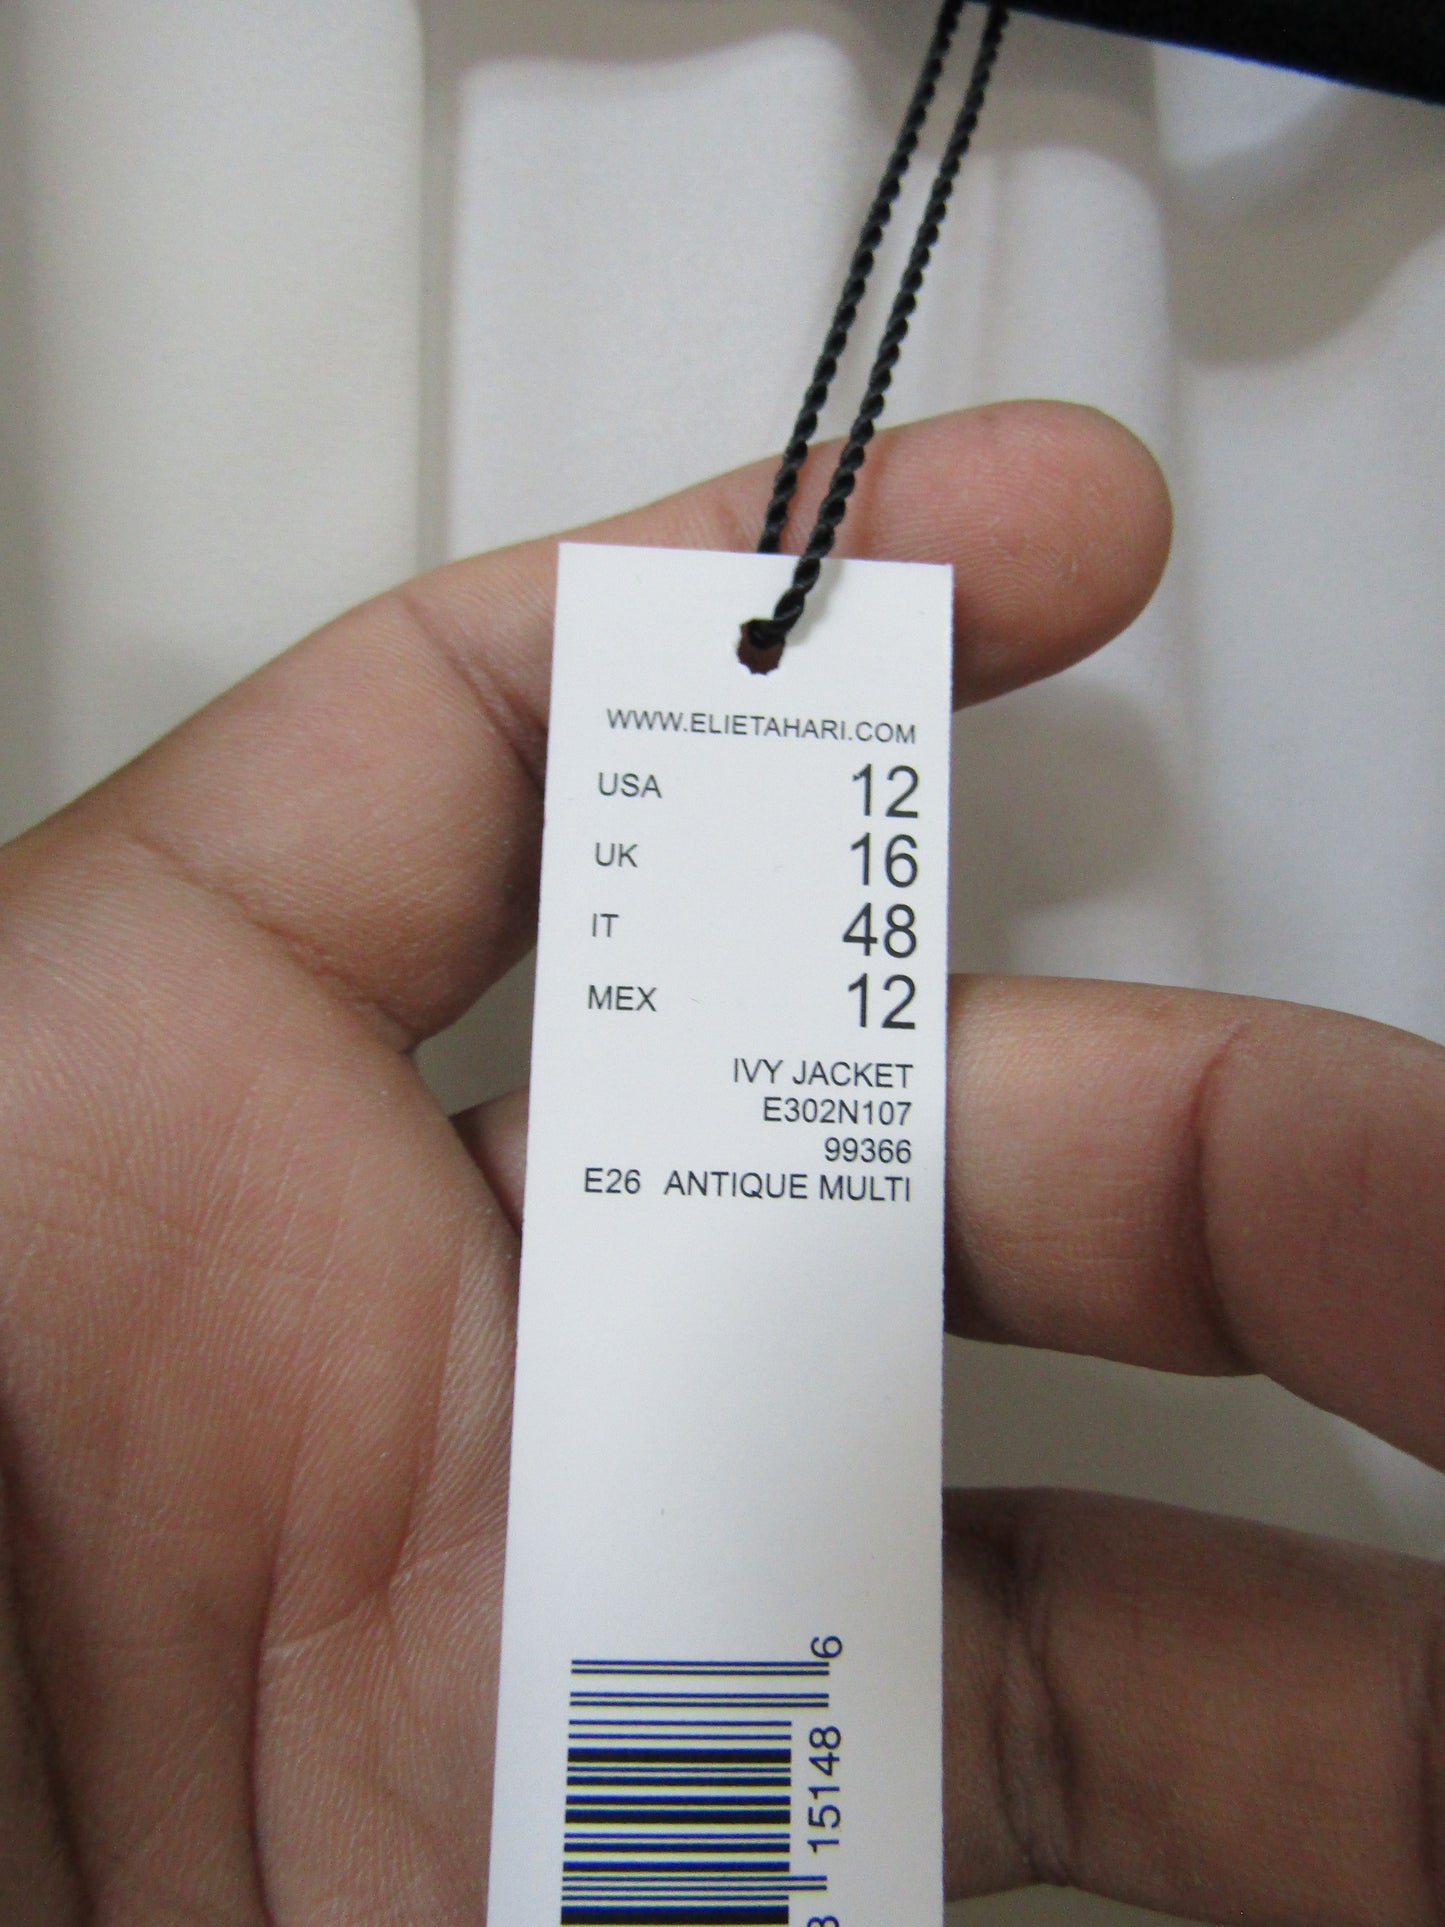 WWW.ELIETAHARI.COM
USA 12
UK 16
IT 48
MEX 12
IVY JACKET
E302N107
99366
E26 ANTIQUE MULTI
15148 6